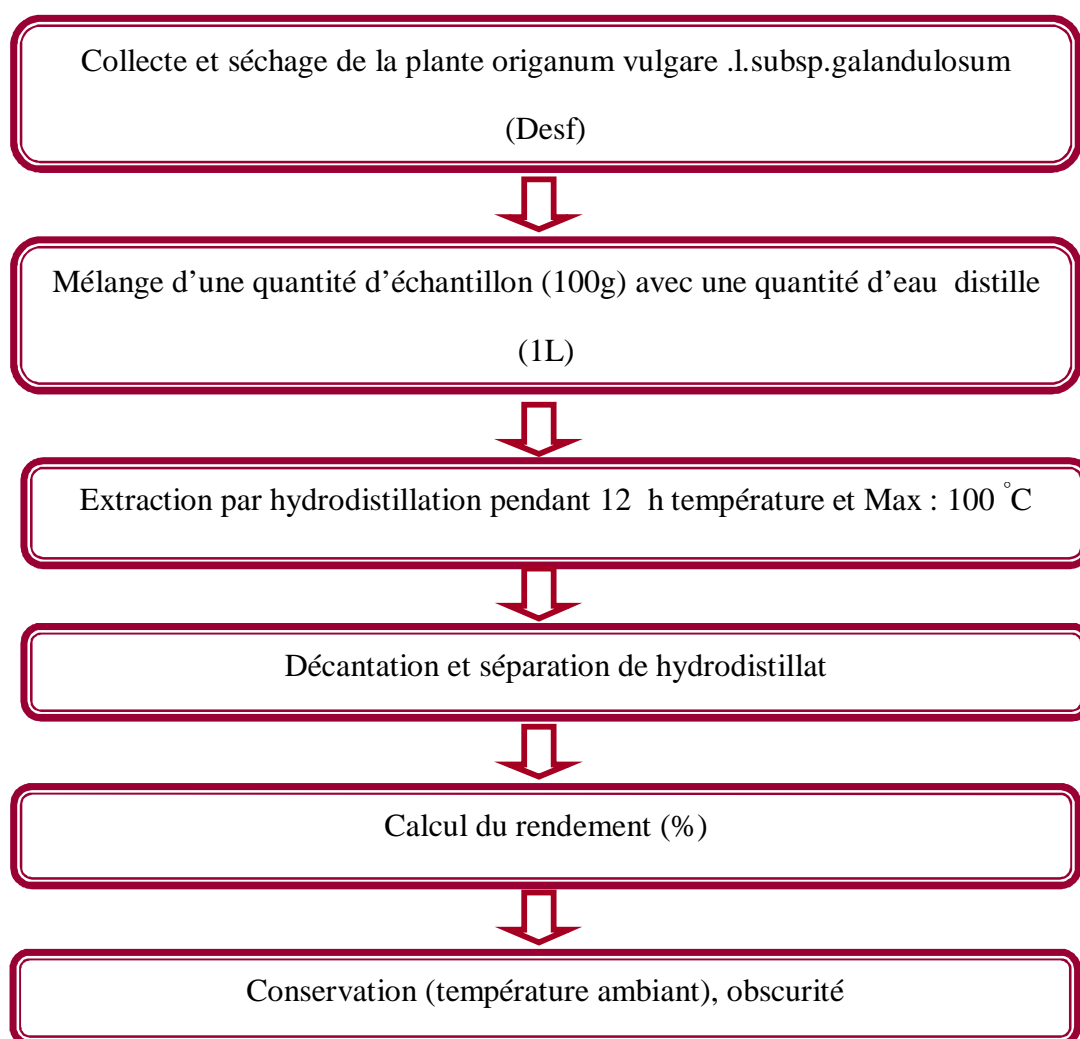 Collecte et séchage de la plante origanum vulgare .l.subsp.galandulosum
(Desf)
Mélange d’une quantité d’échantillon (100g) avec une quantité d’eau distille
(1L)
Extraction par hydrodistillation pendant 12 h température et Max : 100 °C
Décantation et séparation de hydrodistillat
Calcul du rendement (%)
Conservation (température ambiant), obscurité